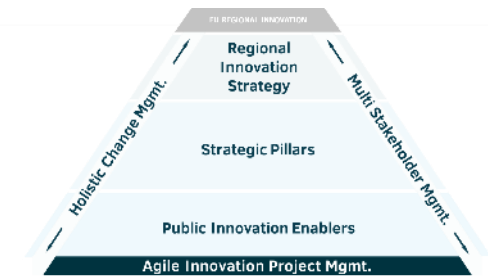 EU REGIONAL INNOVATION
Regional
Innovation
Strategy
Holistic Change Mgmt.
Multi Stakeholder Mgmt.
Strategic Pillars
Public Innovation Enablers
Agile Innovation Project Mgmt.